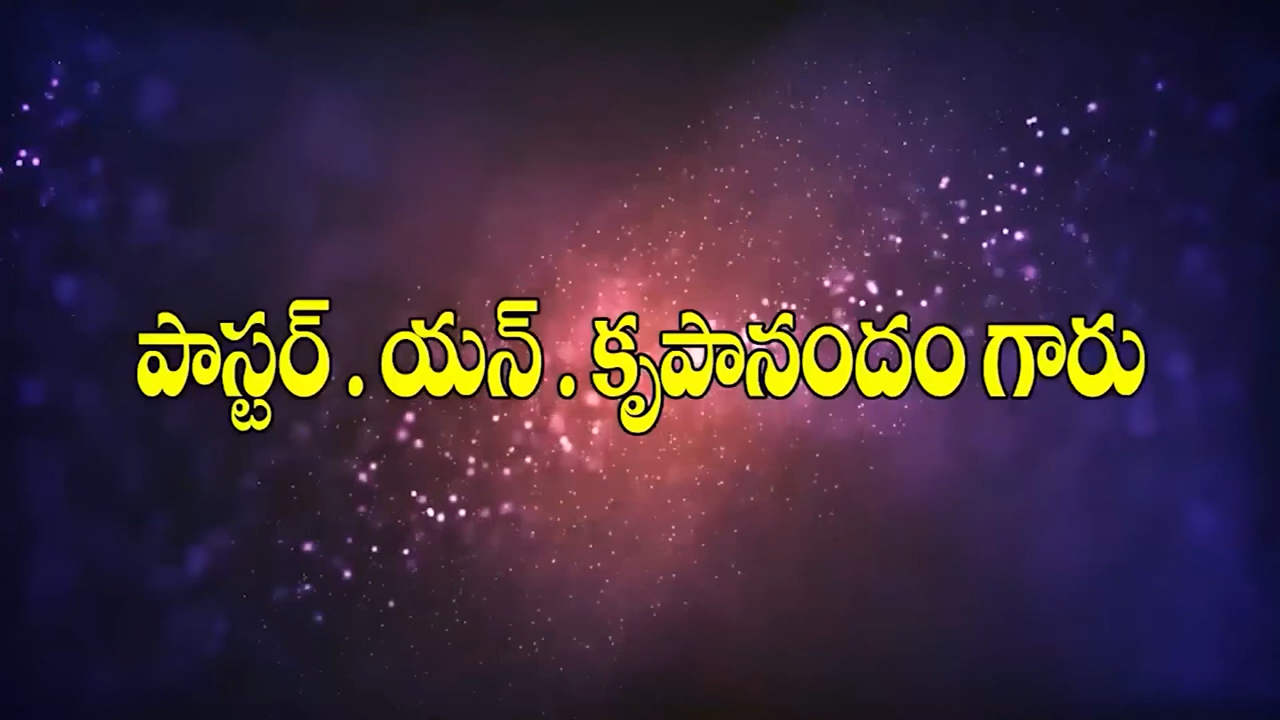 పాస్టర్ . యన్ . కృపానందం గారు